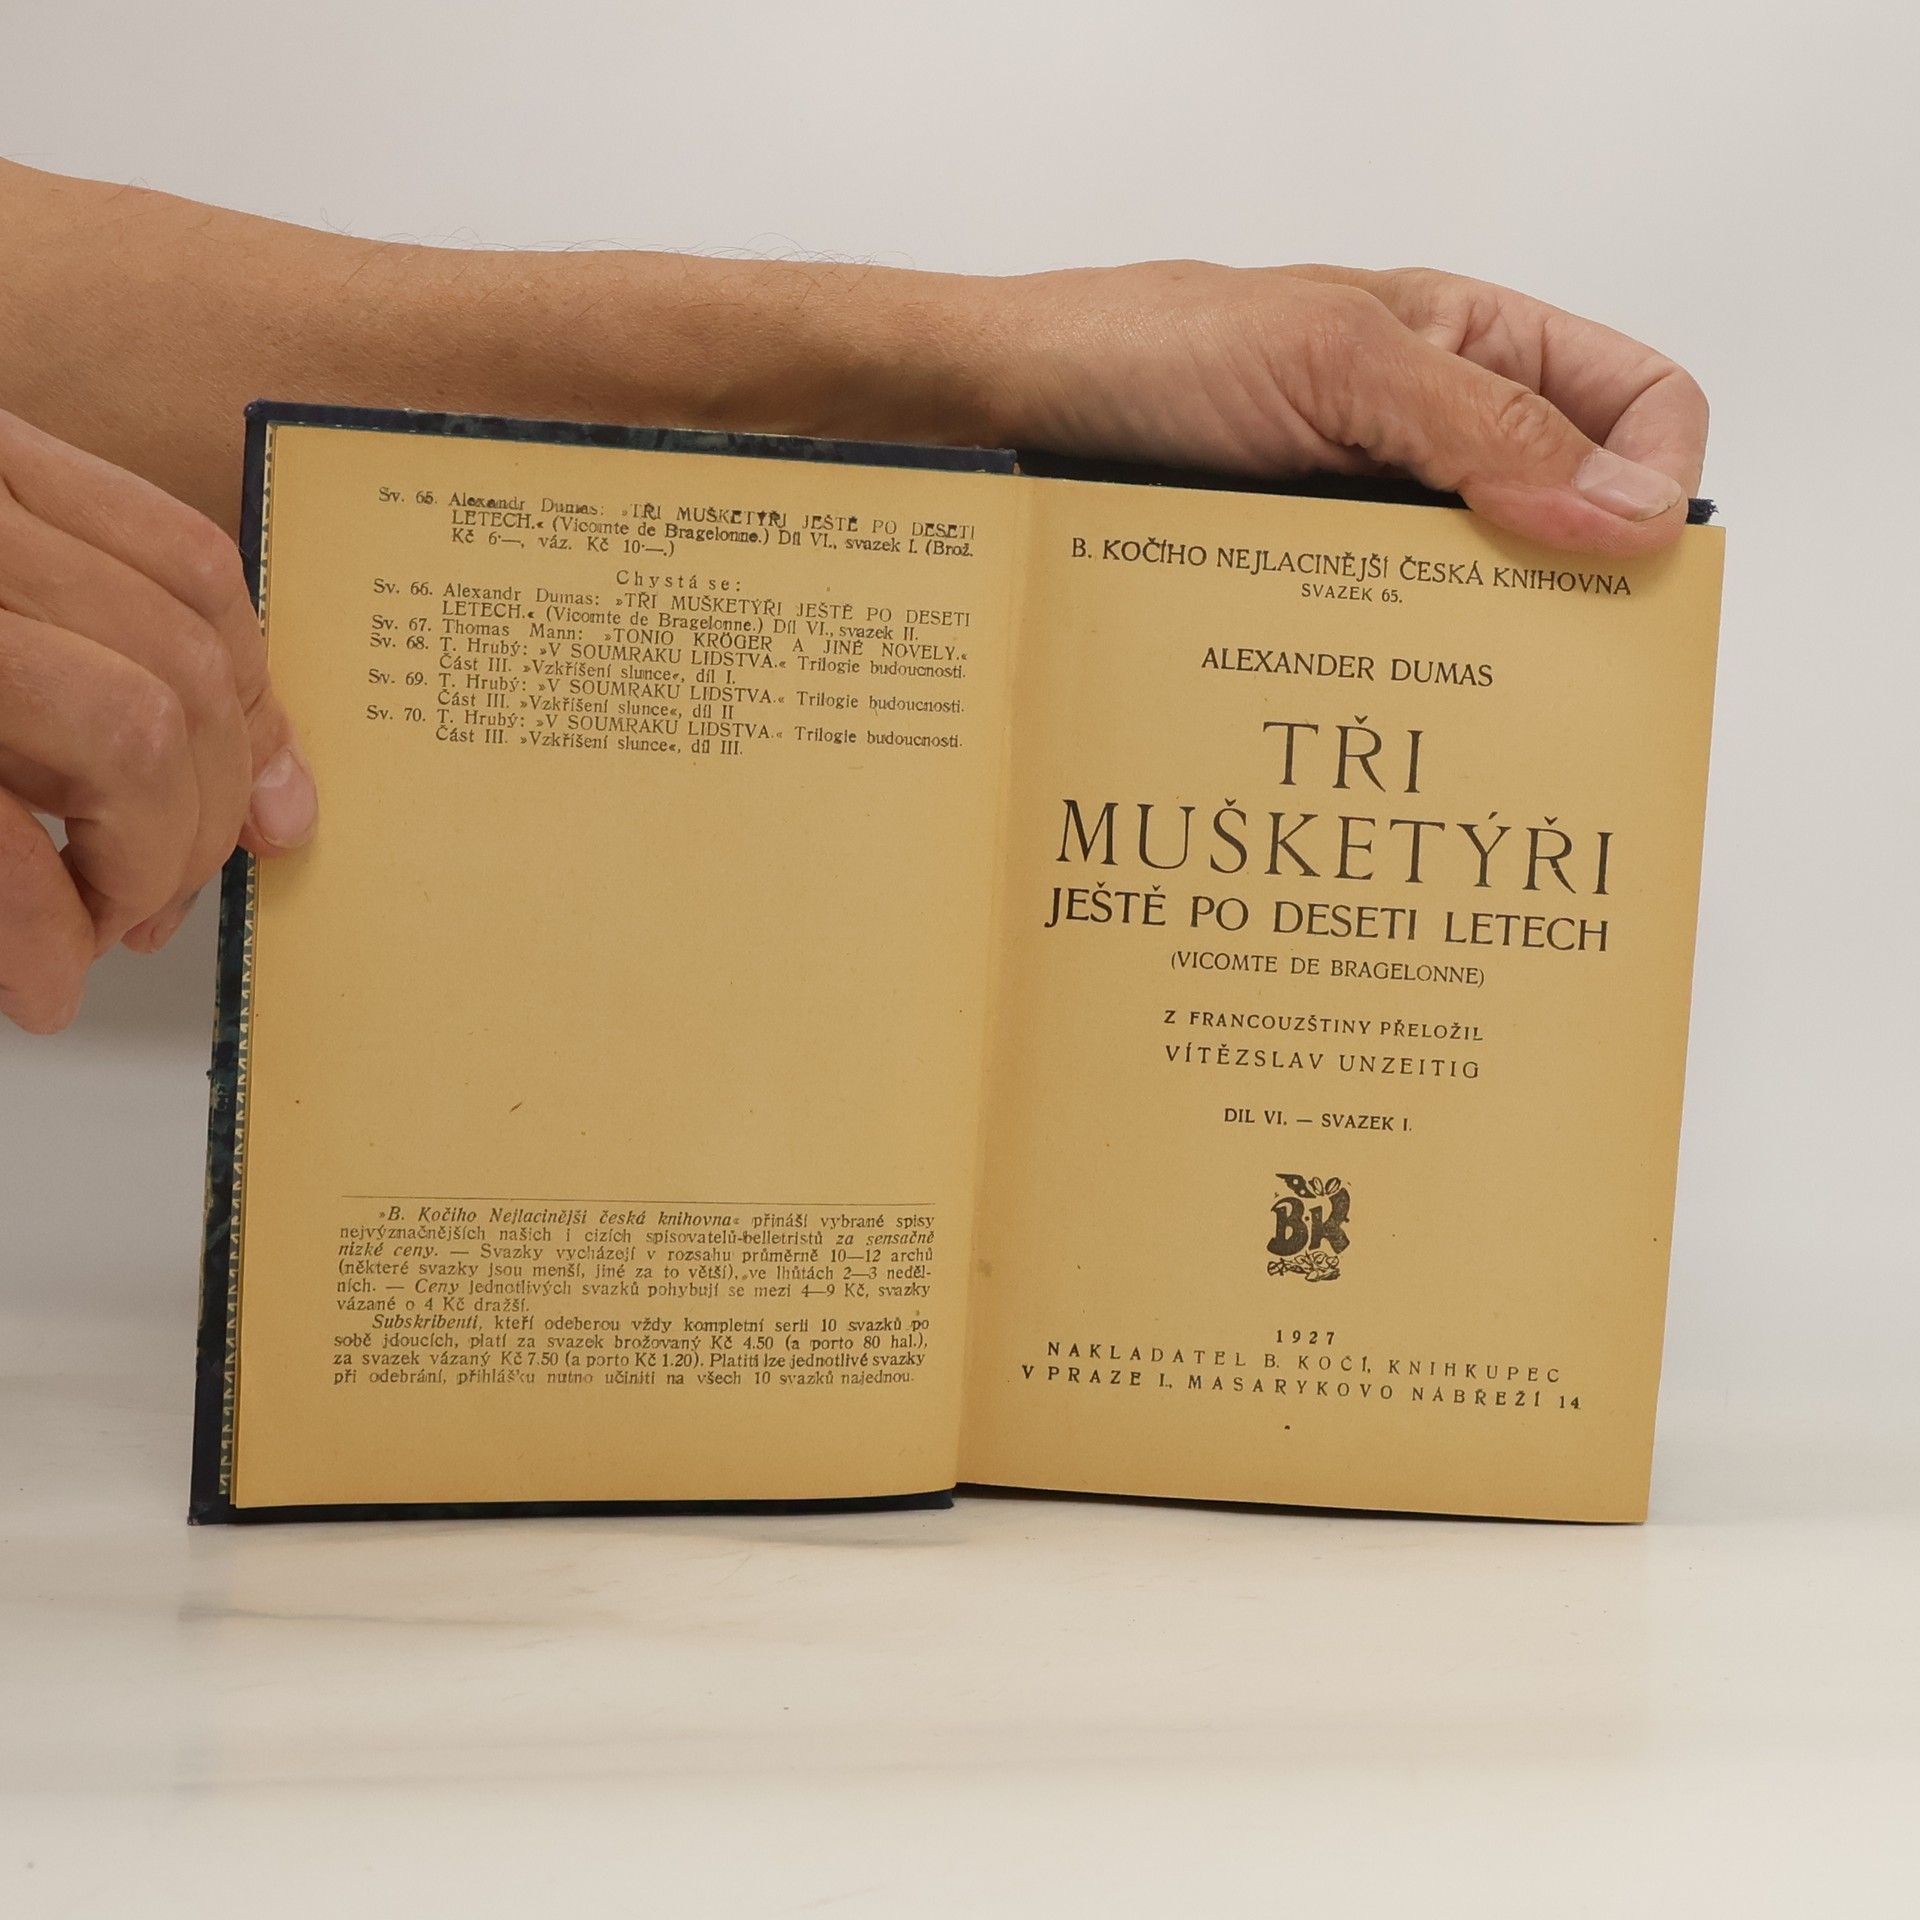 Sv. 65. Alexandr Dumas: »TŘI MUŠKETÝŘI JEŠTĚ PO DESETI
LETECH.« (Vicomte de Bragelonne.) Díl VI., svazek I. (Brož.
Kč 6·—, váz. Kč 10·—.)
Chystá se:
Sv. 66. Alexandr Dumas: »TŘI MUŠKETÝŘI JEŠTĚ PO DESETI
LETECH.« (Vicomte de Bragelonne.) Díl VI., svazek II.
Sv. 67. Thomas Mann: »TONIO KRÖGER A JINÉ NOVELY.«
Sv. 68. T. Hrubý: »V SOUMRAKU LIDSTVA.« Trilogie budoucnosti.
Část III. »Vzkříšení slunce«, díl I.
Sv. 69. T. Hrubý: »V SOUMRAKU LIDSTVA.« Trilogie budoucnosti.
Část III. »Vzkříšení slunce«, díl II
Sv. 70. T. Hrubý: »V SOUMRAKU LIDSTVA.« Trilogie budoucnosti.
Část III. »Vzkříšení slunce«, díl III.
»B. Kočího Nejlacinější česká knihovna« přináší vybrané spisy
nejvýznačnějších našich i cizích spisovatelů-belletristů za sensačně
nízké ceny. — Svazky vycházejí v rozsahu průměrně 10—12 archů
(některé svazky jsou menší, jiné za to větší), ve lhůtách 2—3 neděl-
ních. — Ceny jednotlivých svazků pohybují se mezi 4—9 Kč, svazky
vázané o 4 Kč dražší.
Subskribenti, kteří odeberou vždy kompletní serii 10 svazků po
sobě jdoucích, platí za svazek brožovaný Kč 4.50 (a porto 80 hal.),
za svazek vázaný Kč 7.50 (a porto Kč 1.20). Platiti lze jednotlivé svazky
při odebrání, přihlášku nutno učiniti na všech 10 svazků najednou.
B. KOČÍHO NEJLACINĚJŠÍ ČESKÁ KNIHOVNA
SVAZEK 65.
ALEXANDER DUMAS
TŘI
MUŠKETÝŘI
JEŠTĚ PO DESETI LETECH
(VICOMTE DE BRAGELONNE)
Z FRANCOUZŠTINY PŘELOŽIL
VÍTĚZSLAV UNZEITIG
DIL VI. — SVAZEK I.
BK
1927
NAKLADATEL B. KOČÍ, KNIHKUPEC
V PRAZE I., MASARYKOVO NÁBŘEŽÍ 14